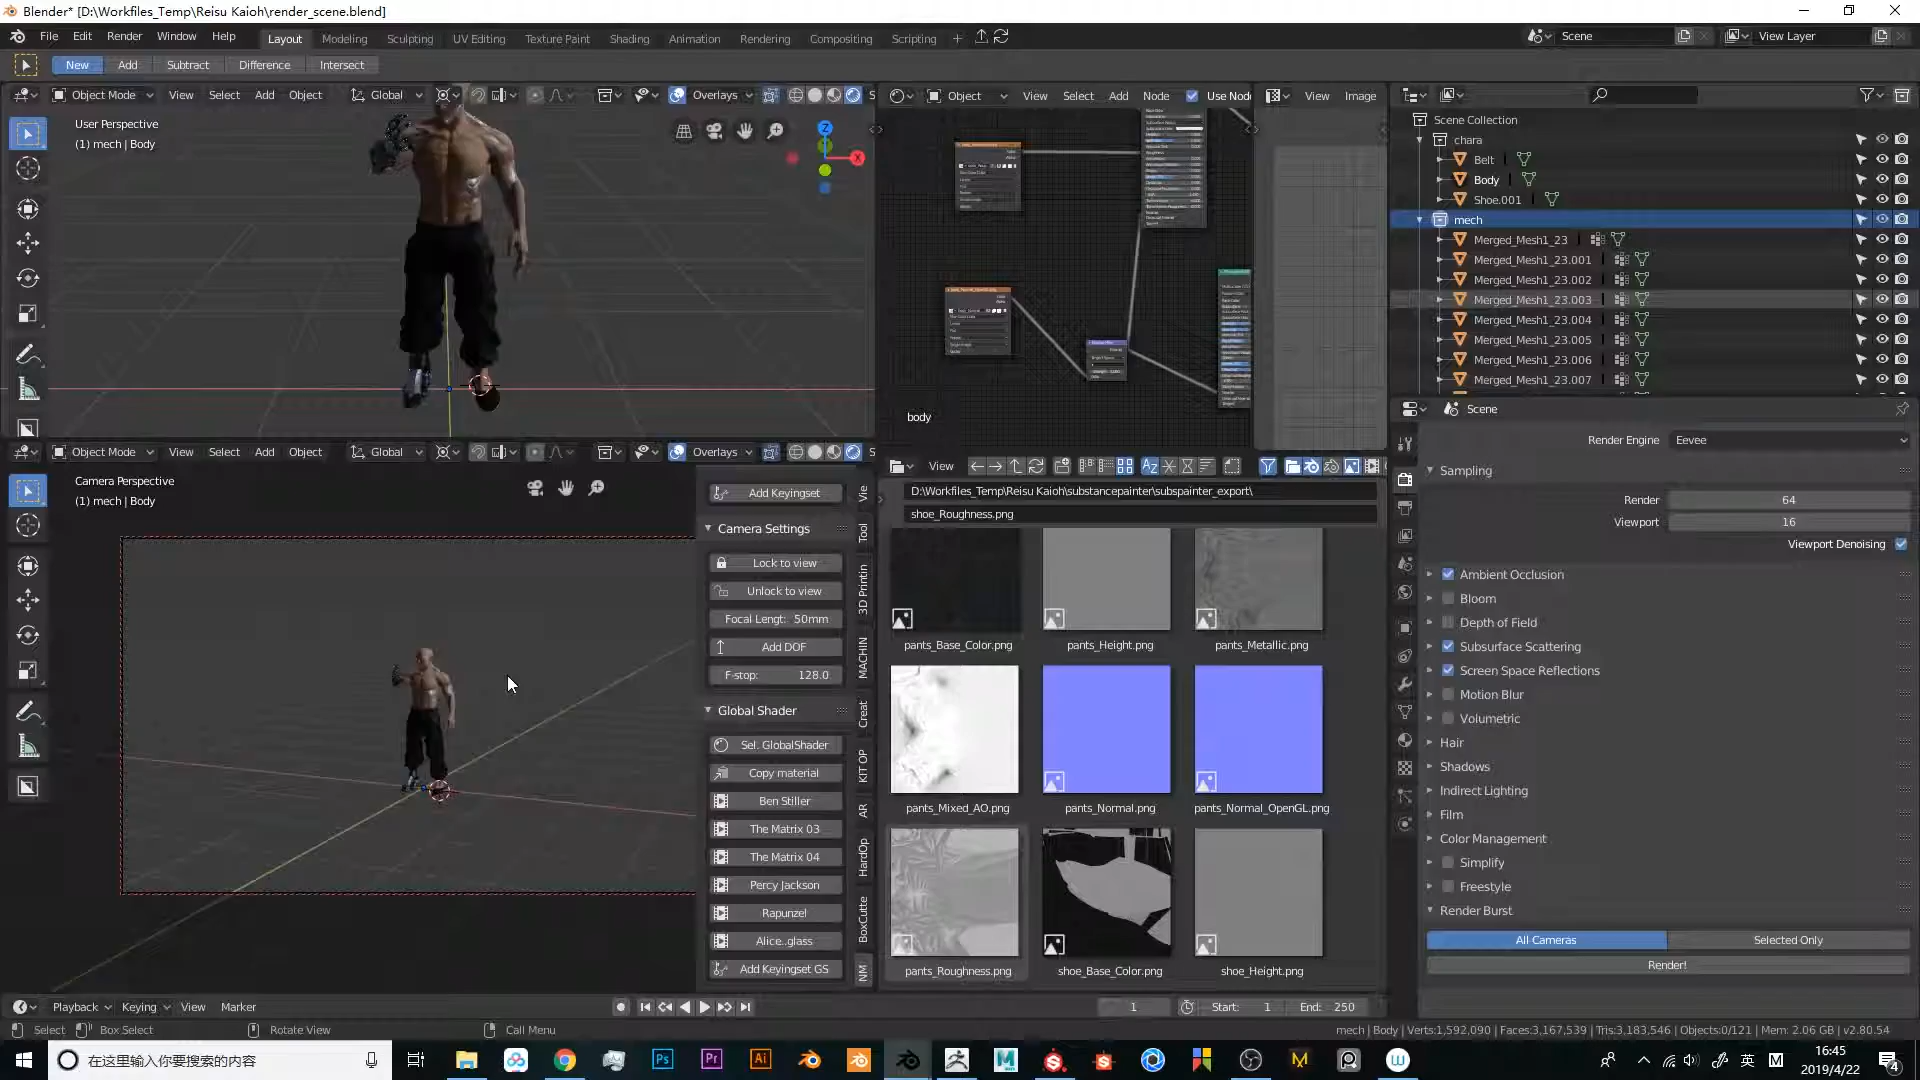 Blender* [D:\Workfiles_Temp\Reisu Kaioh\render_scene.blend]
File Edit Render Window Help Layout Modeling Sculpting UV Editing Texture Paint Shading Animation Rendering Compositing Scripting Scene View Layer
New Add Subtract Difference Intersect
Object Mode View Select Add Object Global Overlays
User Perspective
(1) mech | Body
Object View Select Add Node Use Node View Image
body
Scene Collection
chara
Belt
Body
Shoe.001
mech
Merged_Mesh1_23
Merged_Mesh1_23.001
Merged_Mesh1_23.002
Merged_Mesh1_23.003
Merged_Mesh1_23.004
Merged_Mesh1_23.005
Merged_Mesh1_23.006
Merged_Mesh1_23.007
Object Mode View Select Add Object Global Overlays
Camera Perspective
(1) mech | Body
Add Keyingset
Camera Settings
Lock to view
Unlock to view
Focal Lengt: 50mm
Add DOF
F-stop: 128.0
Global Shader
Sel. GlobalShader
Copy material
Ben Stiller
The Matrix 03
The Matrix 04
Percy Jackson
Rapunzel
Alice..glass
Add Keyingset GS
Vie
Tool
3D Printin
MACHIN
Creat
KIT OP
AR
HardOp
BoxCutte
NM
View
D:\Workfiles_Temp\Reisu Kaioh\substancepainter\subspainter_export\
shoe_Roughness.png
pants_Base_Color.png pants_Height.png pants_Metallic.png
pants_Mixed_AO.png pants_Normal.png pants_Normal_OpenGL.png
pants_Roughness.png shoe_Base_Color.png shoe_Height.png
Scene
Render Engine Eevee
Sampling
Render 64
Viewport 16
Viewport Denoising
Ambient Occlusion
Bloom
Depth of Field
Subsurface Scattering
Screen Space Reflections
Motion Blur
Volumetric
Hair
Shadows
Indirect Lighting
Film
Color Management
Simplify
Freestyle
Render Burst
All Cameras Selected Only
Render!
Playback Keying View Marker 1 Start: 1 End: 250
Select Box Select Rotate View Call Menu mech | Body | Verts:1,592,090 | Faces:3,167,539 | Tris:3,183,546 | Objects:0/121 | Mem: 2.06 GB | v2.80.54
在这里输入你要搜索的内容
Ps Pr Ai
英 M
16:45
2019/4/22
4